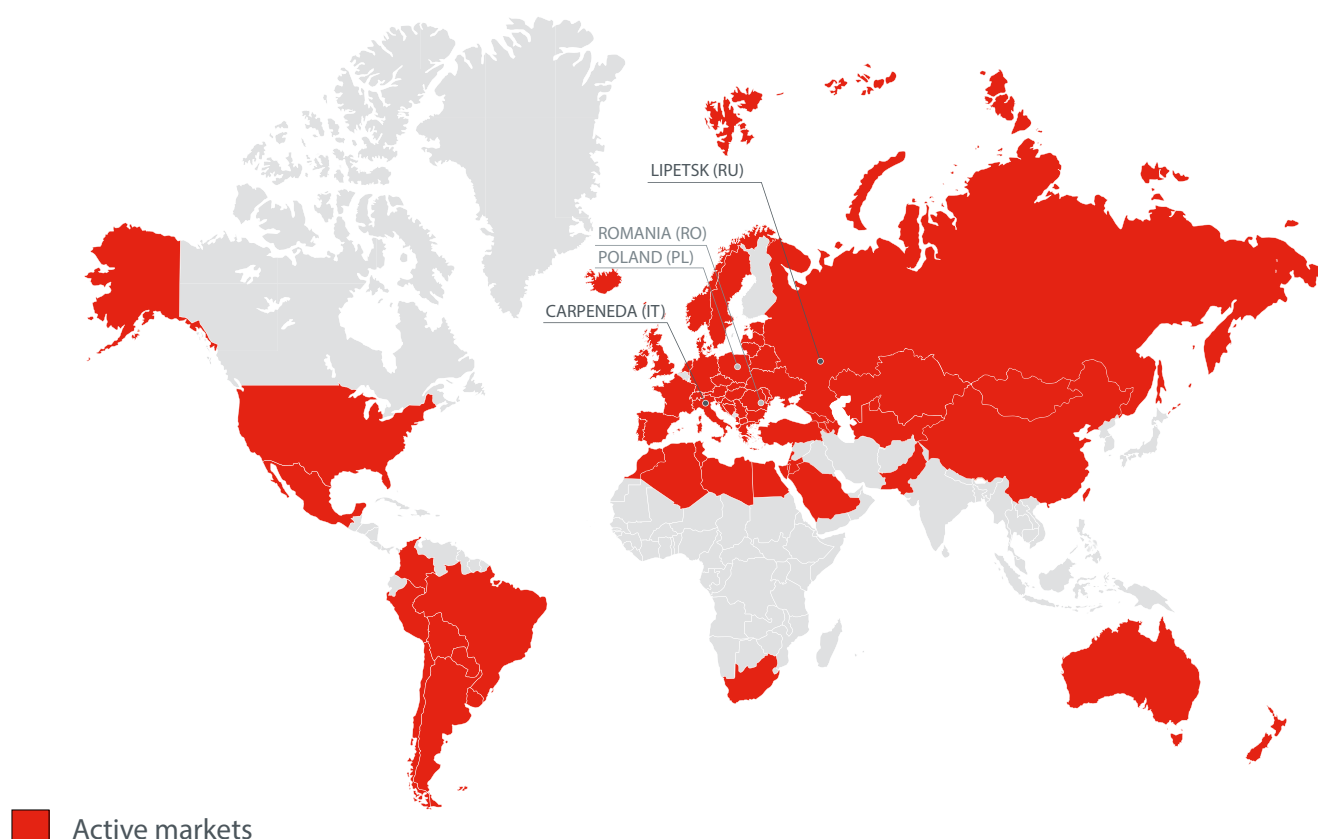 LIPETSK (RU)
ROMANIA (RO)
POLAND (PL)
CARPENEDA (IT)
Active markets